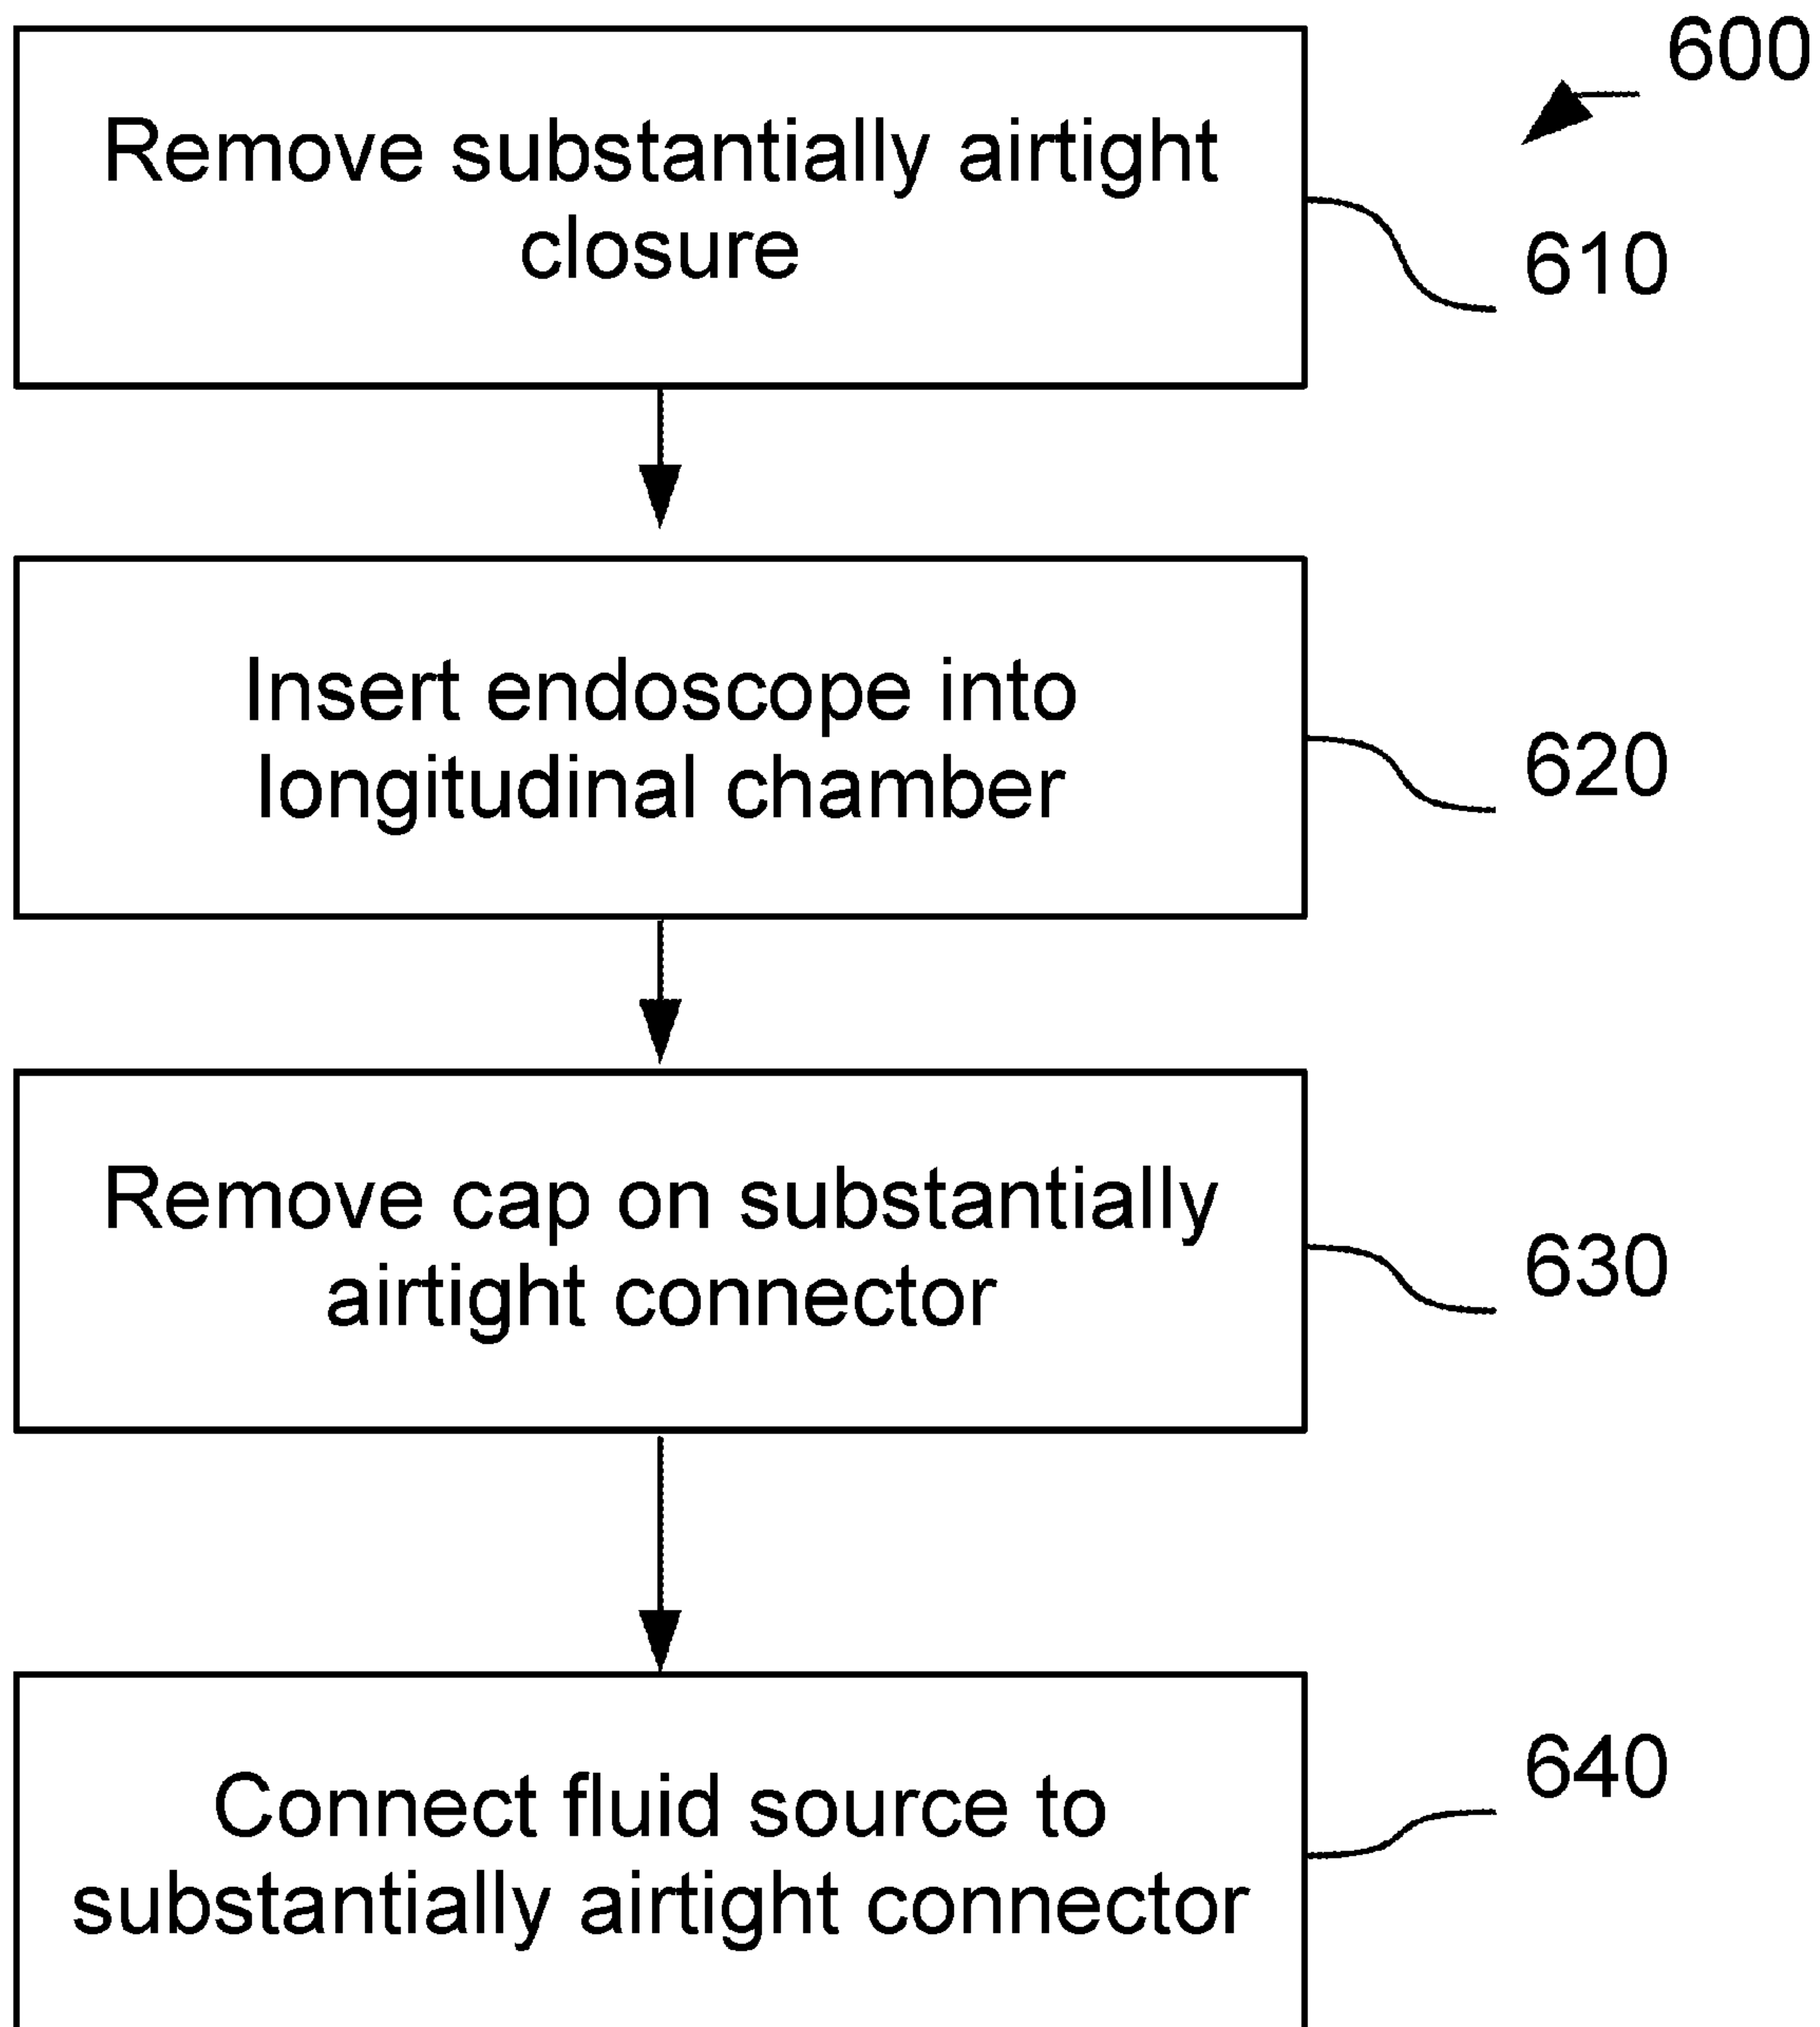 600
Remove substantially airtight
closure
610
Insert endoscope into
longitudinal chamber
620
Remove cap on substantially
airtight connector
630
Connect fluid source to
substantially airtight connector
640